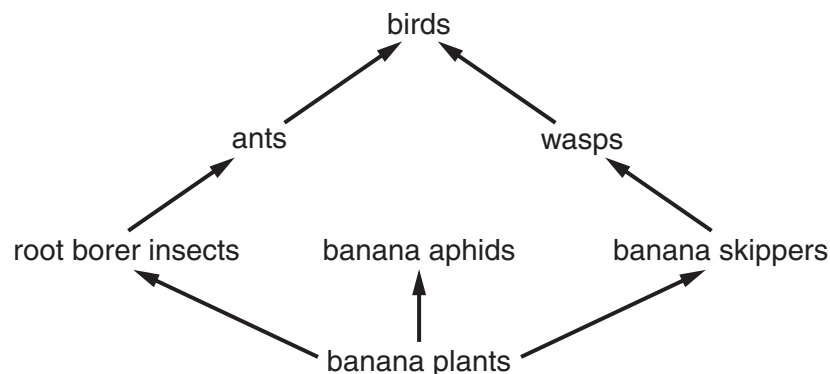 birds
ants
wasps
root borer insects
banana aphids
banana skippers
banana plants